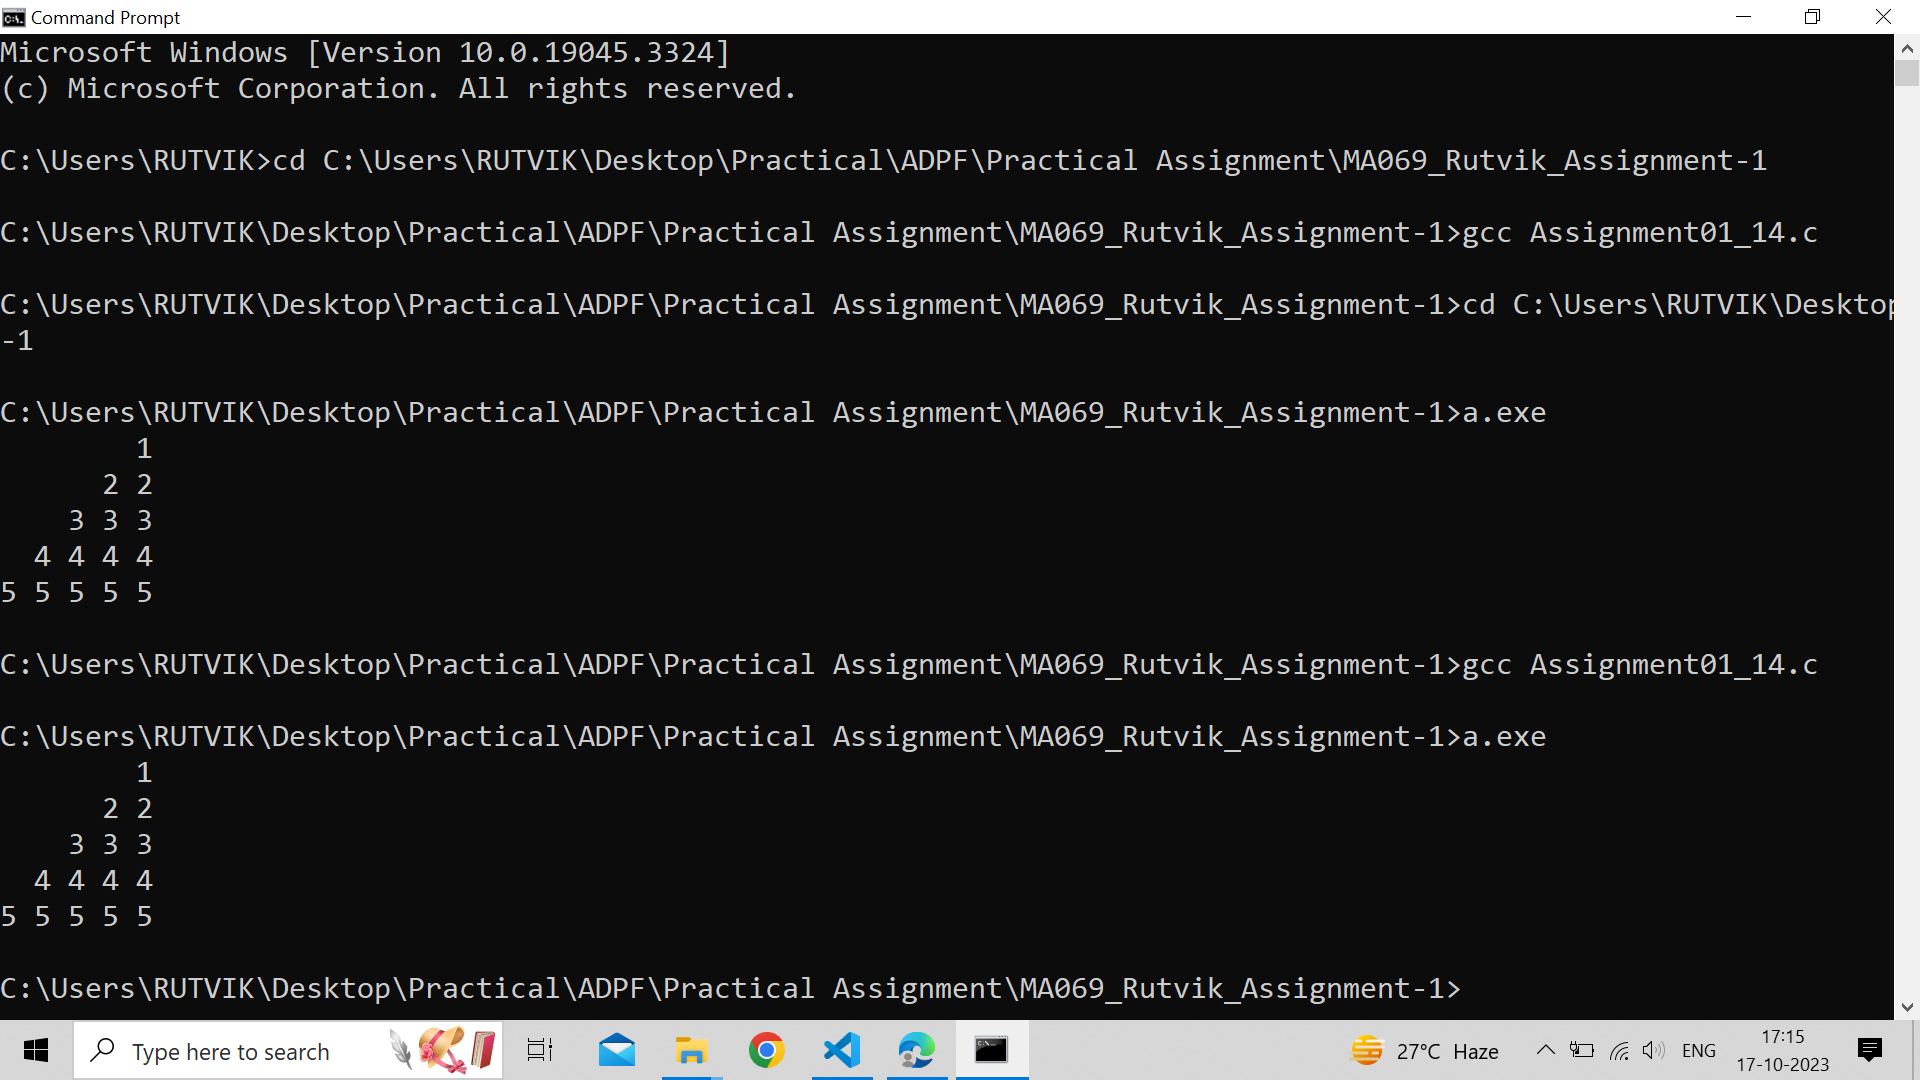 Command Prompt
Microsoft Windows [Version 10.0.19045.3324]
(c) Microsoft Corporation. All rights reserved.
C:\Users\RUTVIK>cd C:\Users\RUTVIK\Desktop\Practical\ADPF\Practical Assignment\MA069_Rutvik_Assignment-1
C:\Users\RUTVIK\Desktop\Practical\ADPF\Practical Assignment\MA069_Rutvik_Assignment-1>gcc Assignment01_14.c
C:\Users\RUTVIK\Desktop\Practical\ADPF\Practical Assignment\MA069_Rutvik_Assignment-1>cd C:\Users\RUTVIK\Desktop
-1
C:\Users\RUTVIK\Desktop\Practical\ADPF\Practical Assignment\MA069_Rutvik_Assignment-1>a.exe
        1
      2 2
    3 3 3
  4 4 4 4
5 5 5 5 5
C:\Users\RUTVIK\Desktop\Practical\ADPF\Practical Assignment\MA069_Rutvik_Assignment-1>gcc Assignment01_14.c
C:\Users\RUTVIK\Desktop\Practical\ADPF\Practical Assignment\MA069_Rutvik_Assignment-1>a.exe
        1
      2 2
    3 3 3
  4 4 4 4
5 5 5 5 5
C:\Users\RUTVIK\Desktop\Practical\ADPF\Practical Assignment\MA069_Rutvik_Assignment-1>
Type here to search
27°C Haze
ENG
17:15
17-10-2023